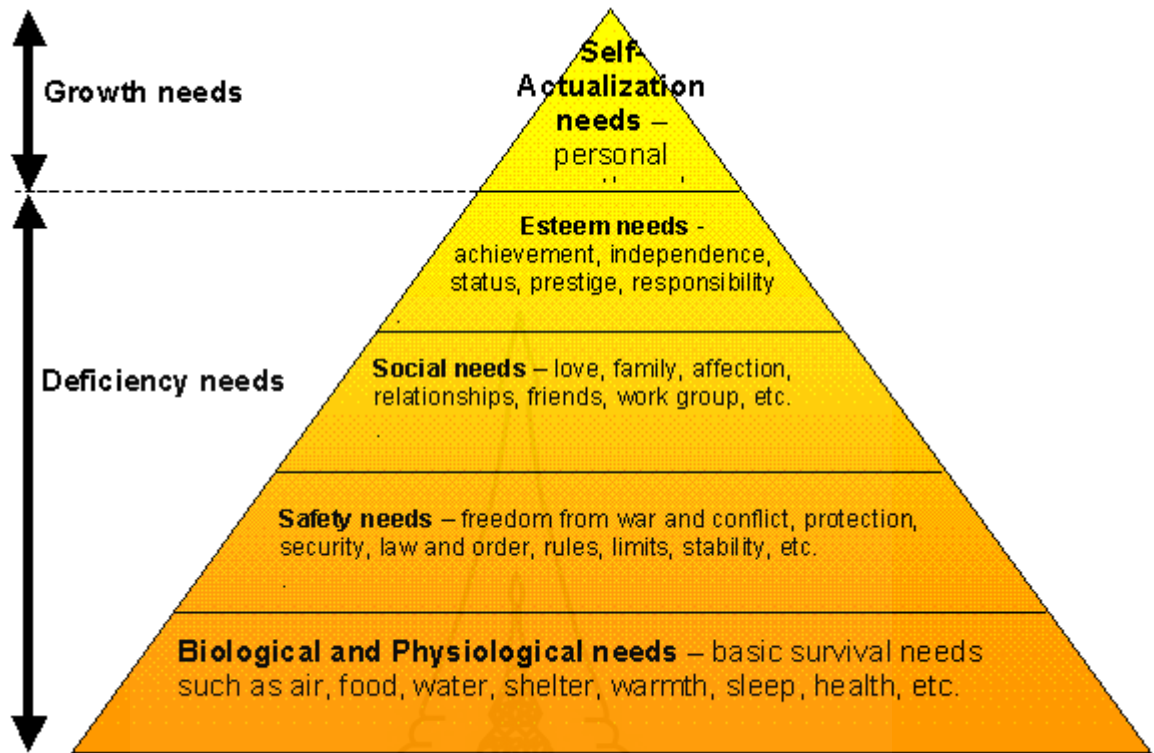 Growth needs
Self-
Actualization
needs –
personal
Esteem needs -
achievement, independence,
status, prestige, responsibility
Deficiency needs
Social needs – love, family, affection,
relationships, friends, work group, etc.
.
Safety needs – freedom from war and conflict, protection,
security, law and order, rules, limits, stability, etc.
.
Biological and Physiological needs – basic survival needs
such as air, food, water, shelter, warmth, sleep, health, etc.